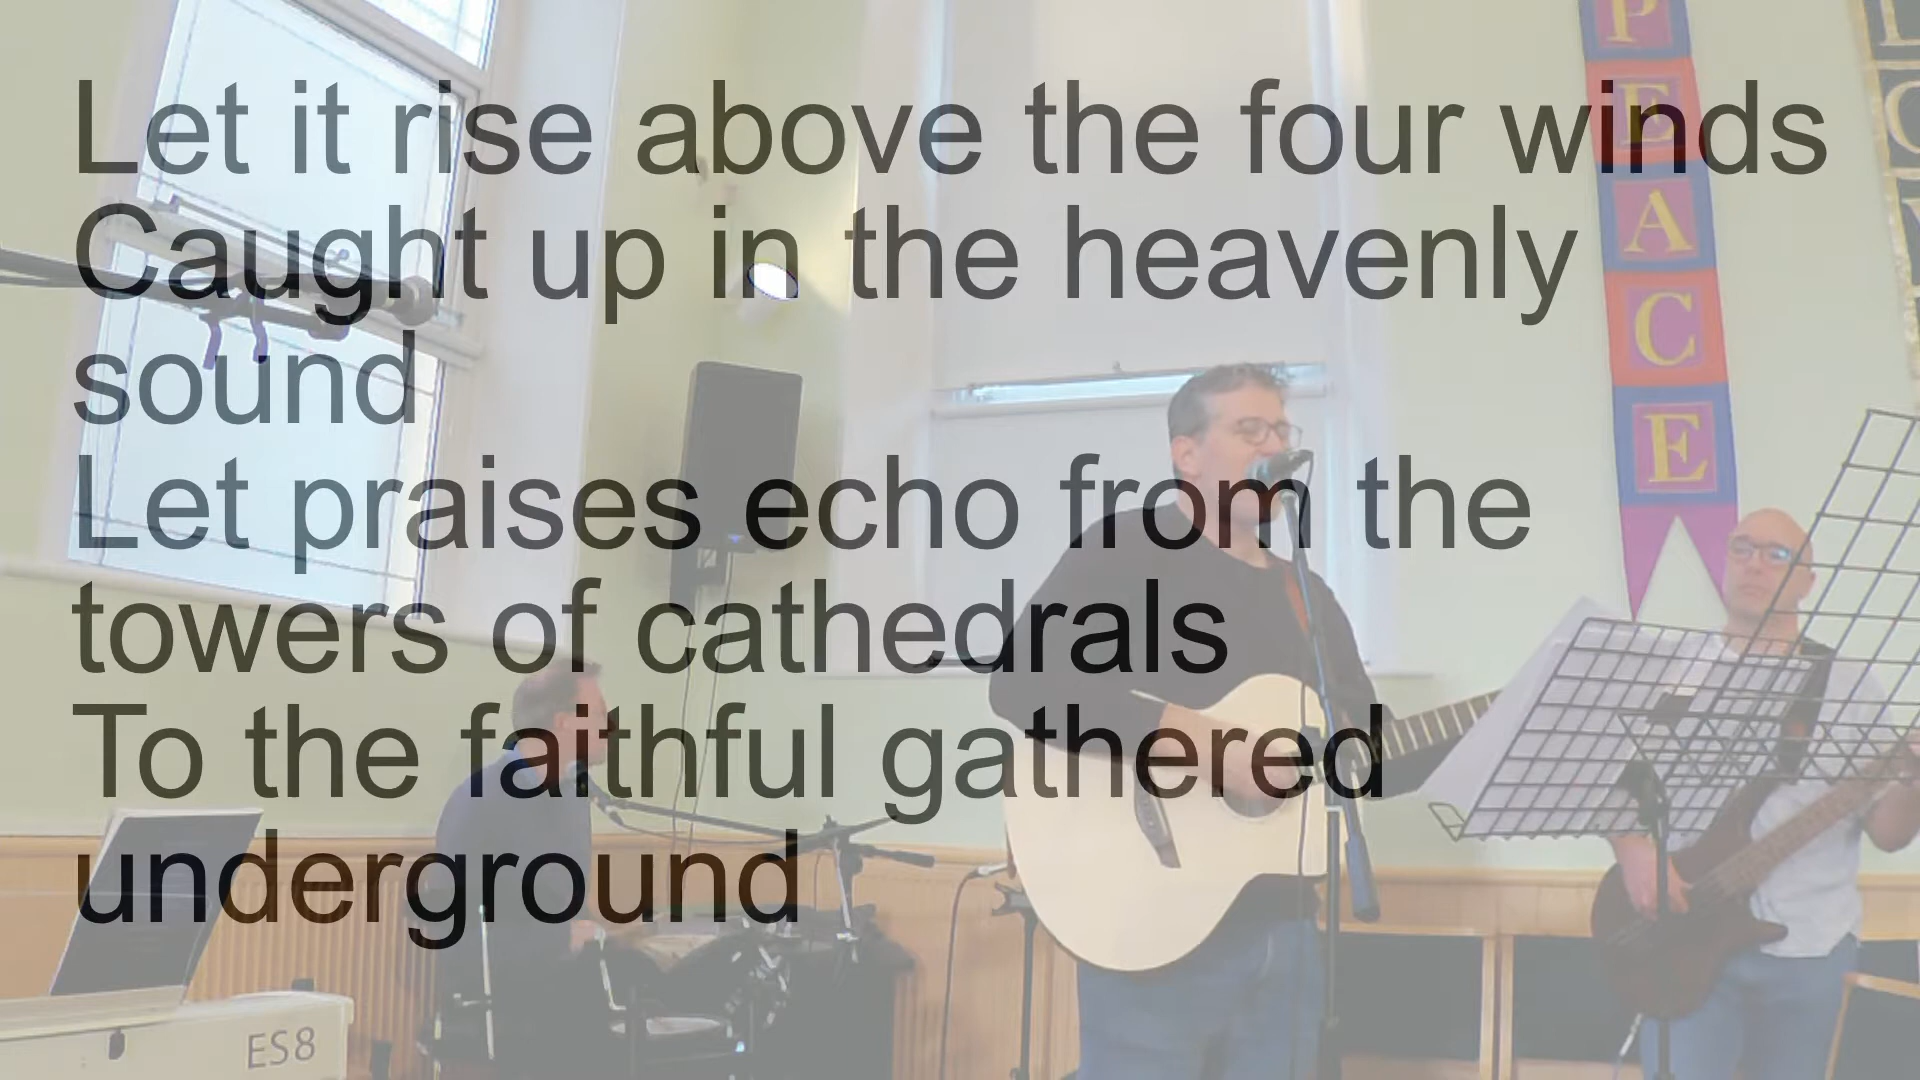 Let it rise above the four winds
Caught up in the heavenly
sound
Let praises echo from the
towers of cathedrals
To the faithful gathered
underground
PEACE
ES8